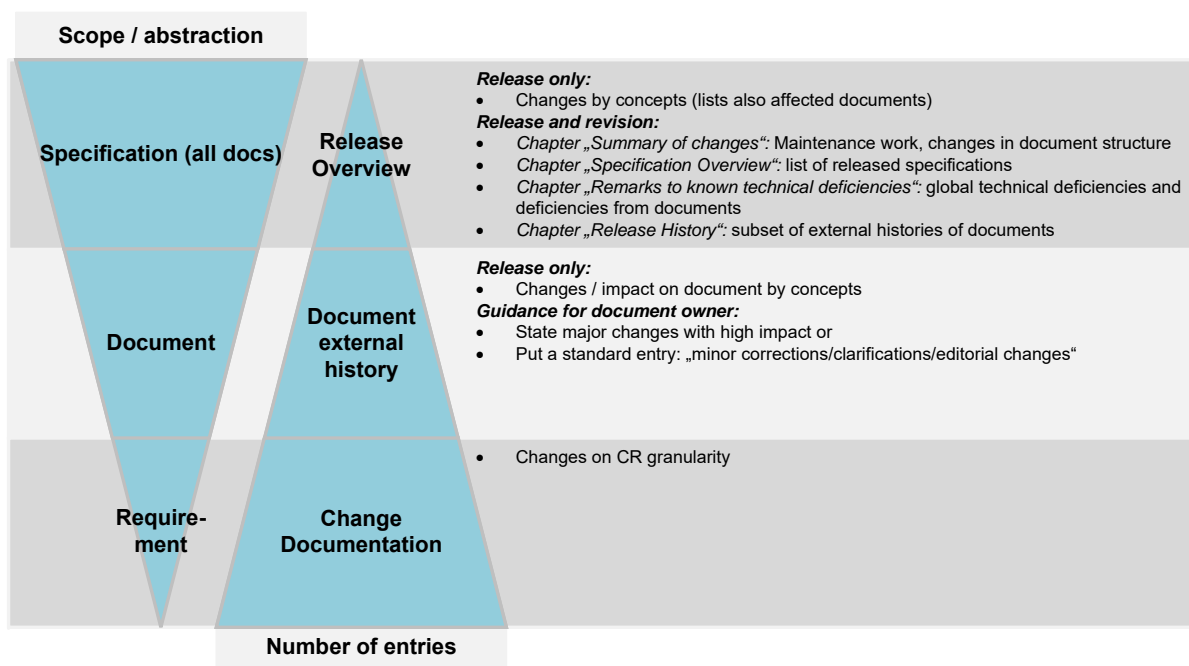 Scope / abstraction
Specification (all docs)
Release
Overview
Release only:
• Changes by concepts (lists also affected documents)
Release and revision:
• Chapter „Summary of changes“: Maintenance work, changes in document structure
• Chapter „Specification Overview“: list of released specifications
• Chapter „Remarks to known technical deficiencies“: global technical deficiencies and
deficiencies from documents
• Chapter „Release History“: subset of external histories of documents
Document
Document
external
history
Release only:
• Changes / impact on document by concepts
Guidance for document owner:
• State major changes with high impact or
• Put a standard entry: „minor corrections/clarifications/editorial changes“
Require-
ment
Change
Documentation
• Changes on CR granularity
Number of entries